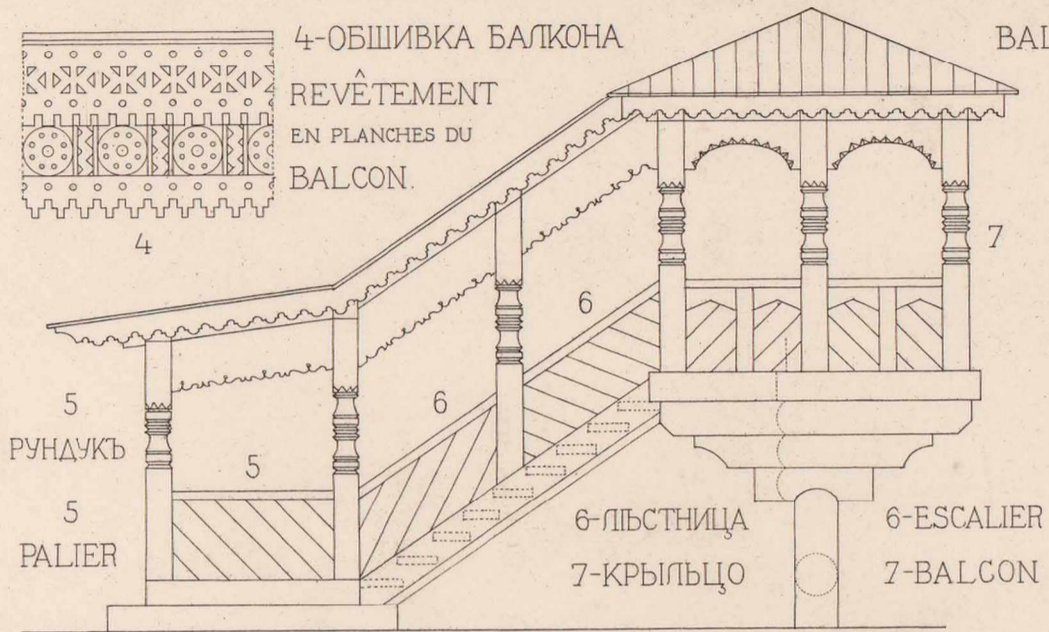 4-ОБШИВКА БАЛКОНА
REVÊTEMENT
EN PLANCHES DU
BALCON.
4
7
6
6
5
5
РУНДУКЪ
5
PALIER
6-ЛѢСТНИЦА
7-КРЫЛЬЦО
6-ESCALIER
7-BALCON